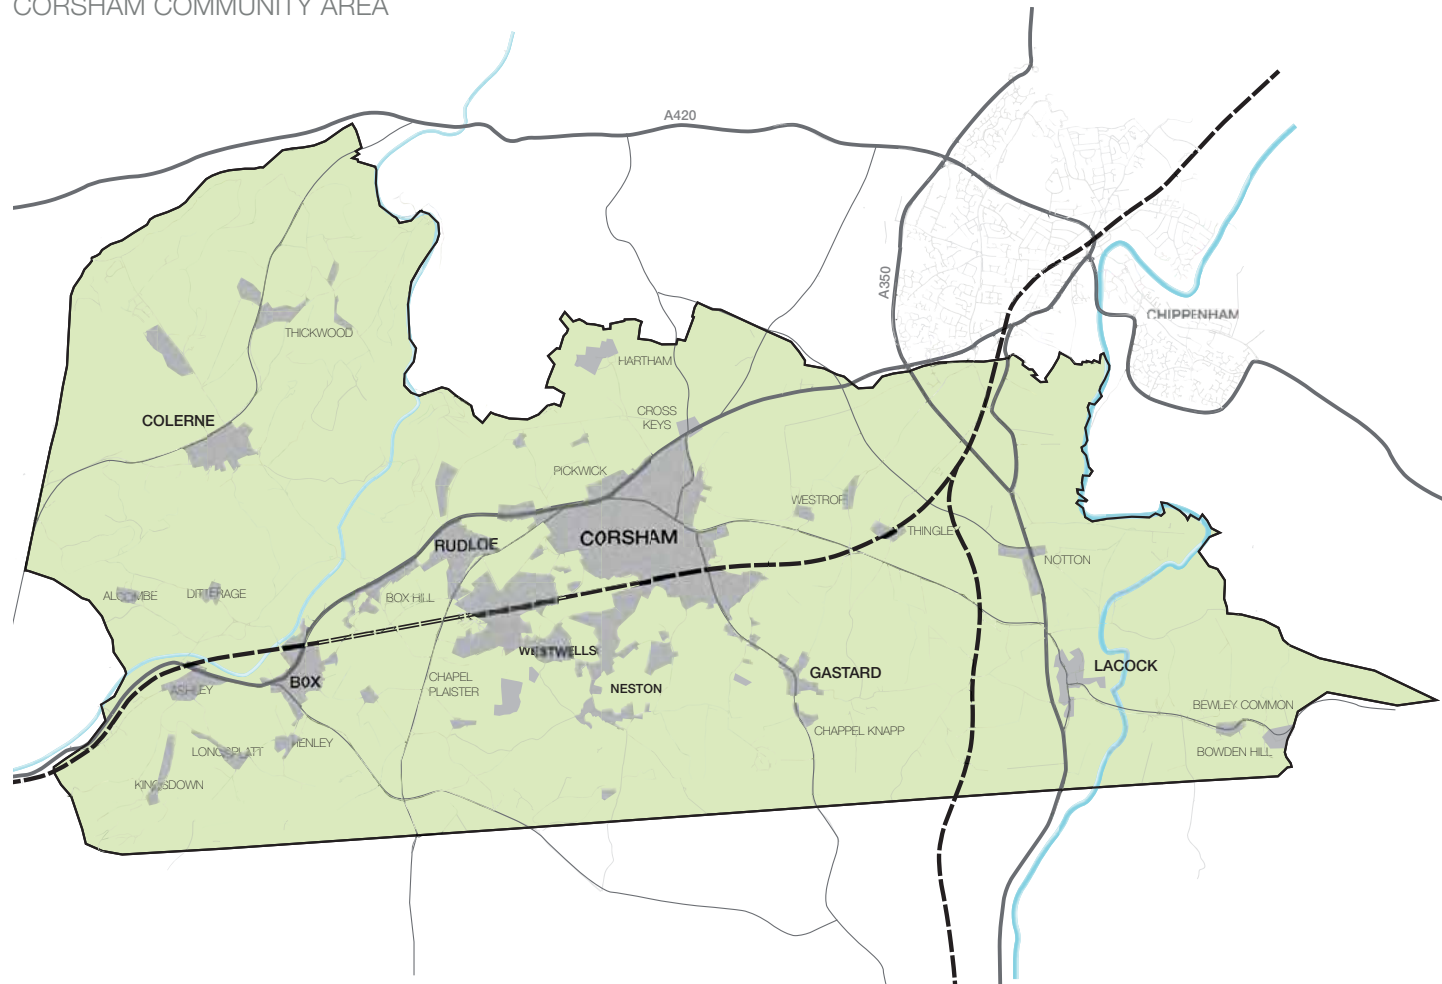 CORSHAM COMMUNITY AREA
A420
A350
CHIPPENHAM
THICKWOOD
HARTHAM
COLERNE
CROSS
KEYS
PICKWICK
WESTROP
CORSHAM
THINGLEY
RUDLOE
NOTTON
ALCOMBE
DITTERAGE
BOX HILL
WESTWELLS
LACOCK
GASTARD
BOX
CHAPEL
PLAISTER
ASHLEY
NESTON
BEWLEY COMMON
CHAPPEL KNAPP
HENLEY
LONGSPLATT
BOWDEN HILL
KINGSDOWN